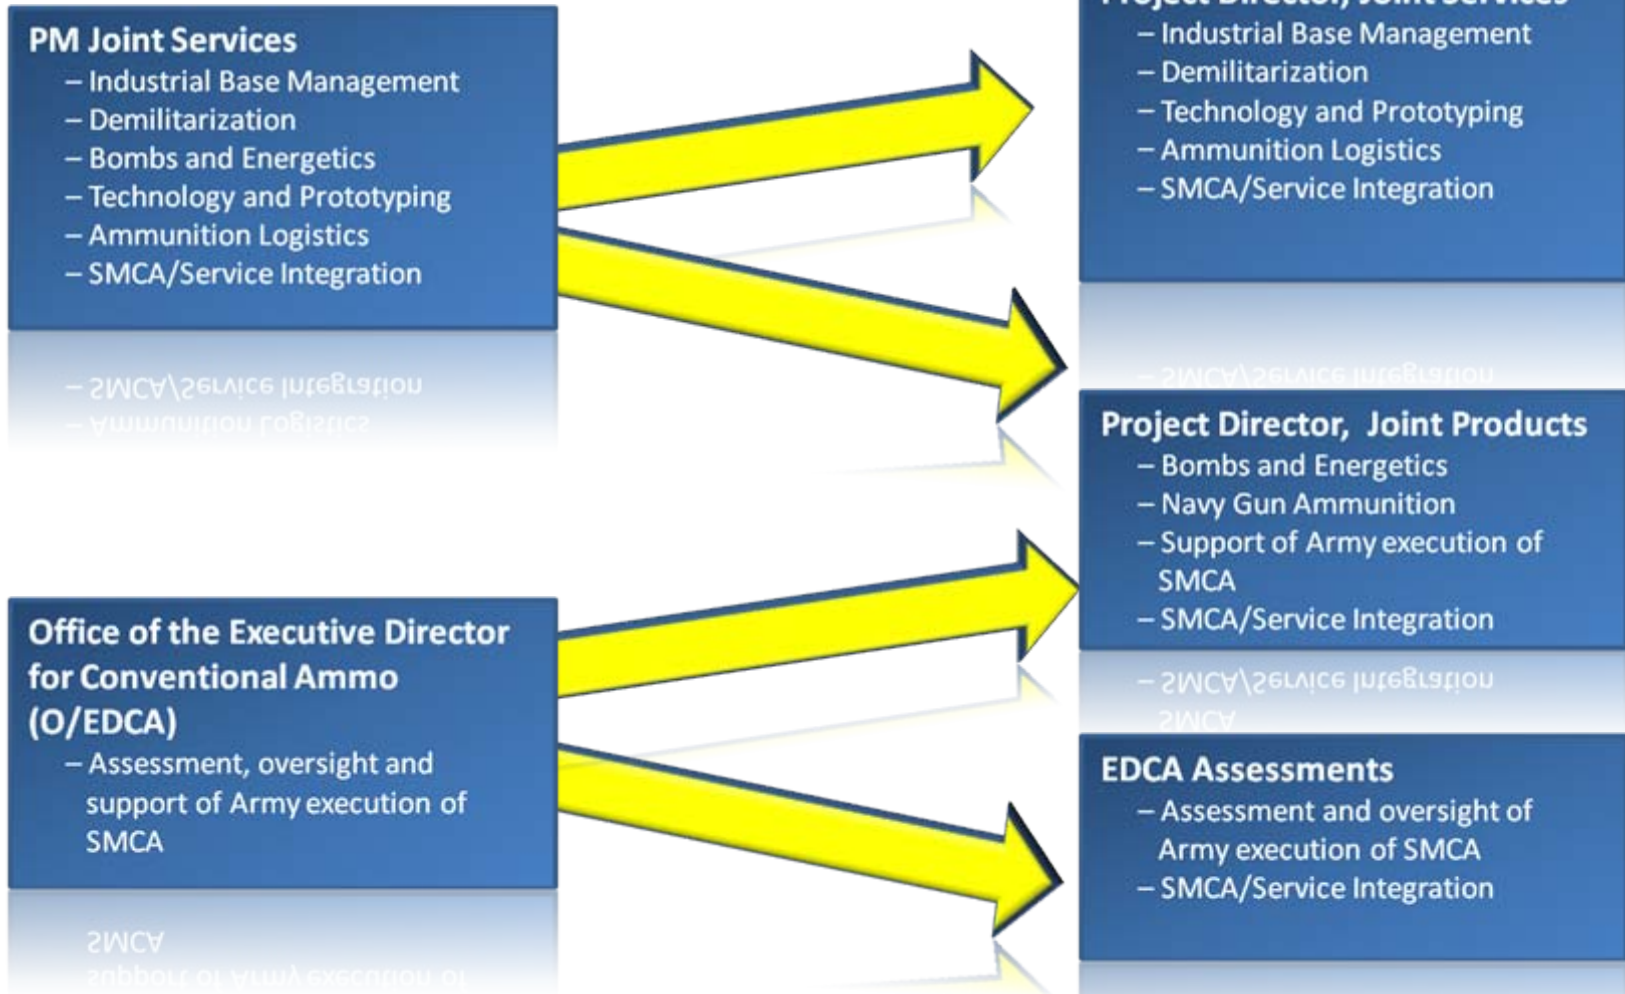 PM Joint Services
– Industrial Base Management
– Demilitarization
– Bombs and Energetics
– Technology and Prototyping
– Ammunition Logistics
– SMCA/Service Integration
Office of the Executive Director
for Conventional Ammo
(O/EDCA)
– Assessment, oversight and
support of Army execution of
SMCA
Project Director, Joint Services
– Industrial Base Management
– Demilitarization
– Technology and Prototyping
– Ammunition Logistics
– SMCA/Service Integration
Project Director, Joint Products
– Bombs and Energetics
– Navy Gun Ammunition
– Support of Army execution of
SMCA
– SMCA/Service Integration
EDCA Assessments
– Assessment and oversight of
Army execution of SMCA
– SMCA/Service Integration